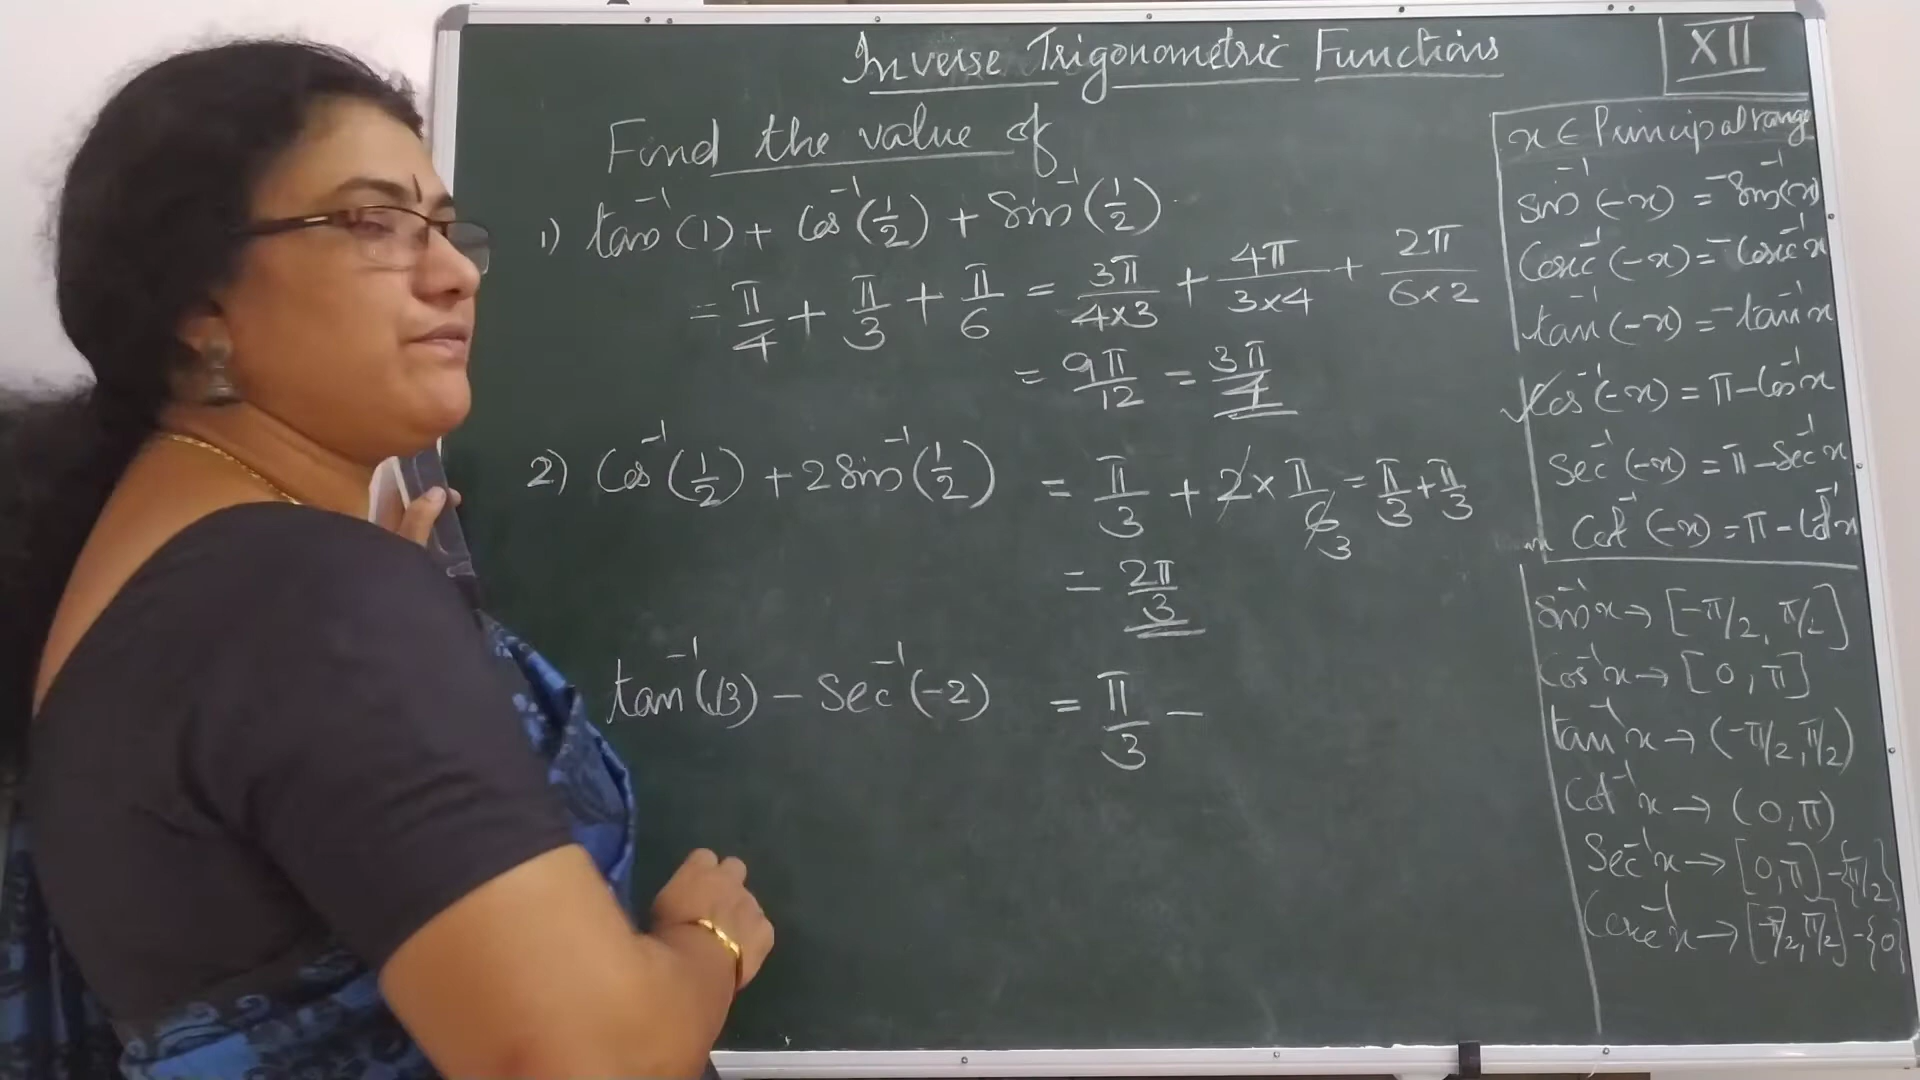 Inverse Trigonometric Functions
XII
Find the value of
1) tan⁻¹(1) + Cos⁻¹(1/2) + Sin⁻¹(1/2)
= π/4 + π/3 + π/6 = 3π/4×3 + 4π/3×4 + 2π/6×2
= 9π/12 = 3π/4
2) Cos⁻¹(1/2) + 2Sin⁻¹(1/2) = π/3 + 2×π/6 3 = π/3 + π/3
= 2π/3
tan⁻¹(√3) – Sec⁻¹(-2) = π/3 –
x ∈ Principal range
sin⁻¹(-x) = -Sin⁻¹(x)
Cosec⁻¹(-x) = -Cosec⁻¹x
tan⁻¹(-x) = -tan⁻¹x
Cos⁻¹(-x) = π-Cos⁻¹x
Sec⁻¹(-x) = π-Sec⁻¹x
Cot⁻¹(-x) = π-Cot⁻¹x
Sin⁻¹x → [-π/2, π/2]
Cos⁻¹x → [0, π]
tan⁻¹x → (-π/2, π/2)
Cot⁻¹x → (0, π)
Sec⁻¹x → [0, π] - {π/2}
Cosec⁻¹x → [-π/2, π/2] - {0}